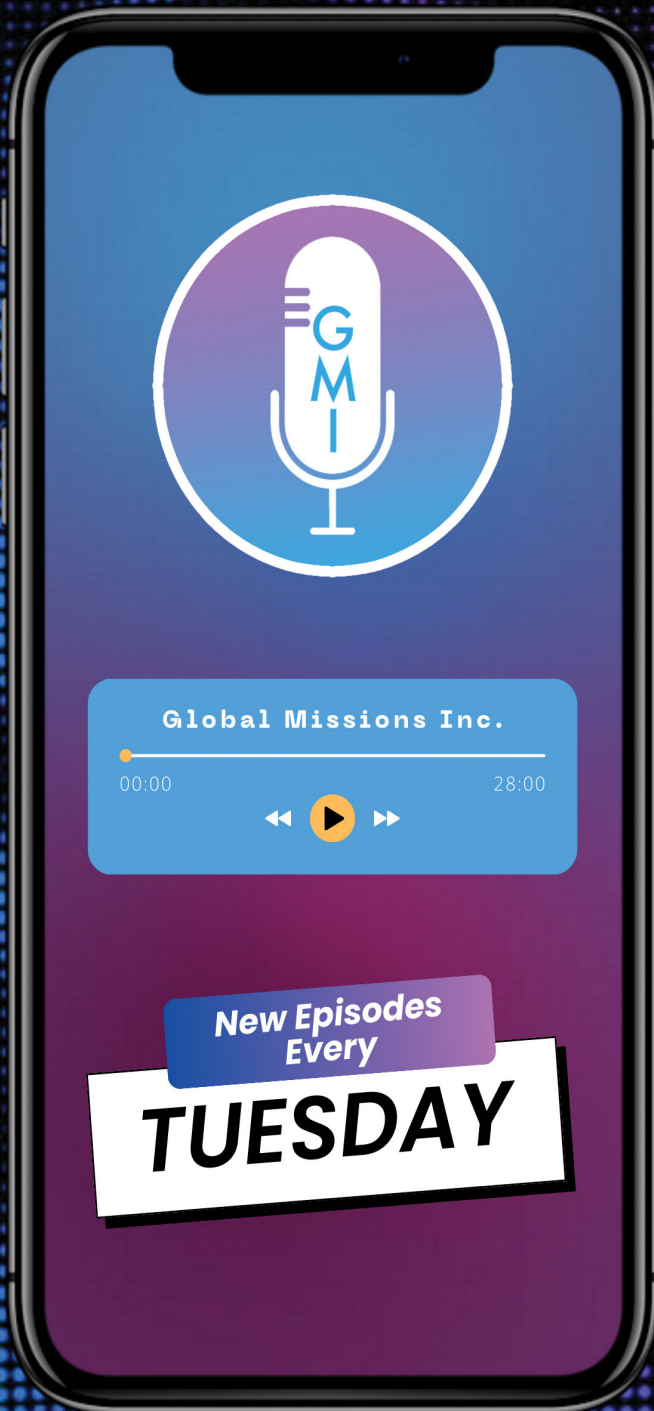 G
M
I
Global Missions Inc.
00:00 28:00
New Episodes
Every
TUESDAY